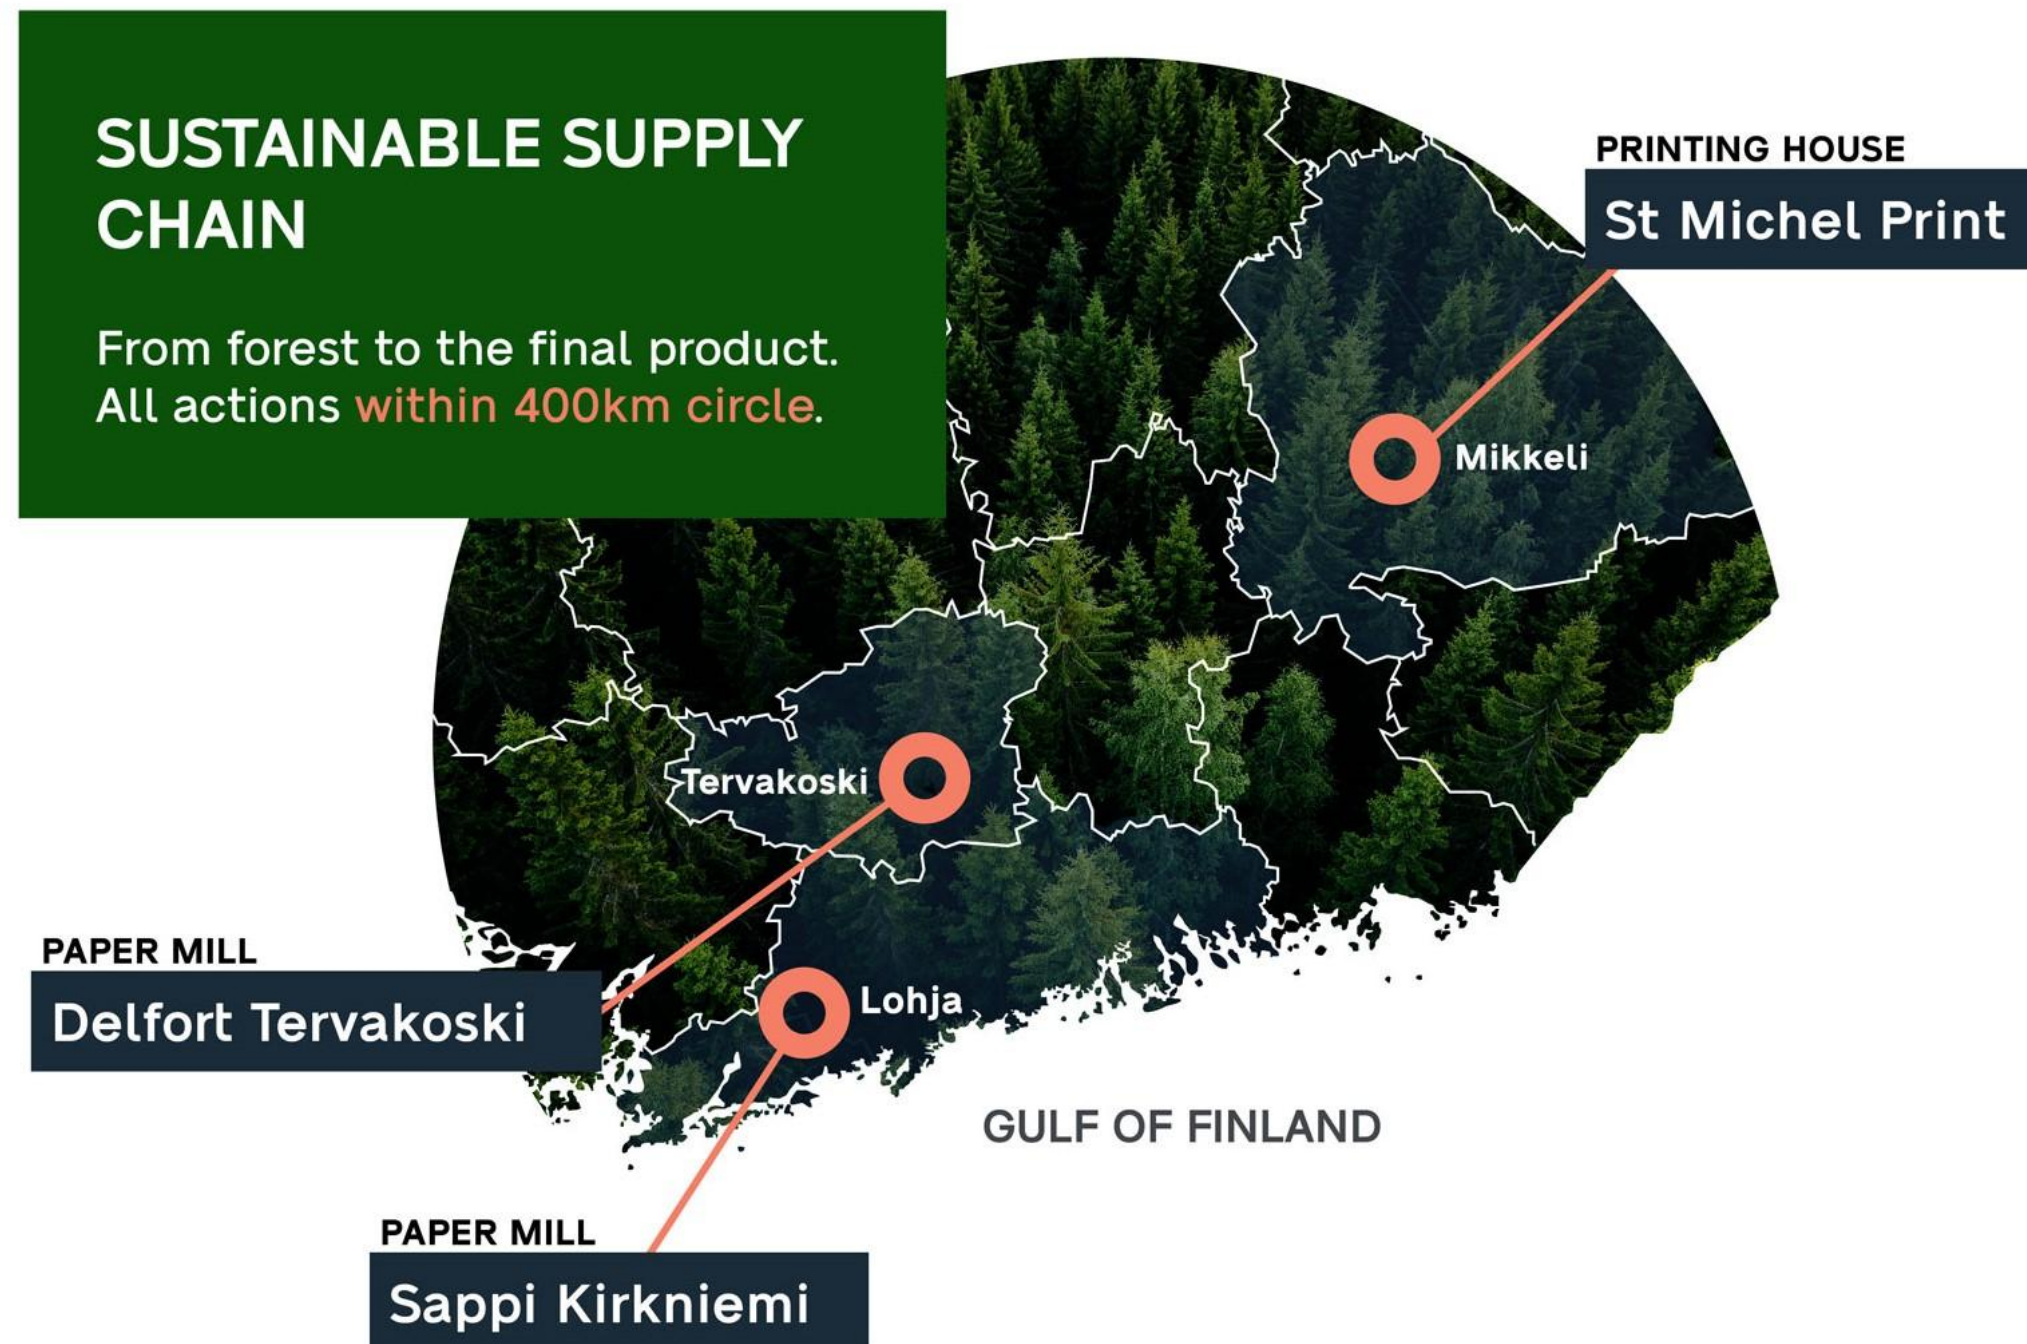 SUSTAINABLE SUPPLY
CHAIN
From forest to the final product.
All actions within 400km circle.
PRINTING HOUSE
St Michel Print
Mikkeli
Tervakoski
PAPER MILL
Delfort Tervakoski
Lohja
GULF OF FINLAND
PAPER MILL
Sappi Kirkniemi